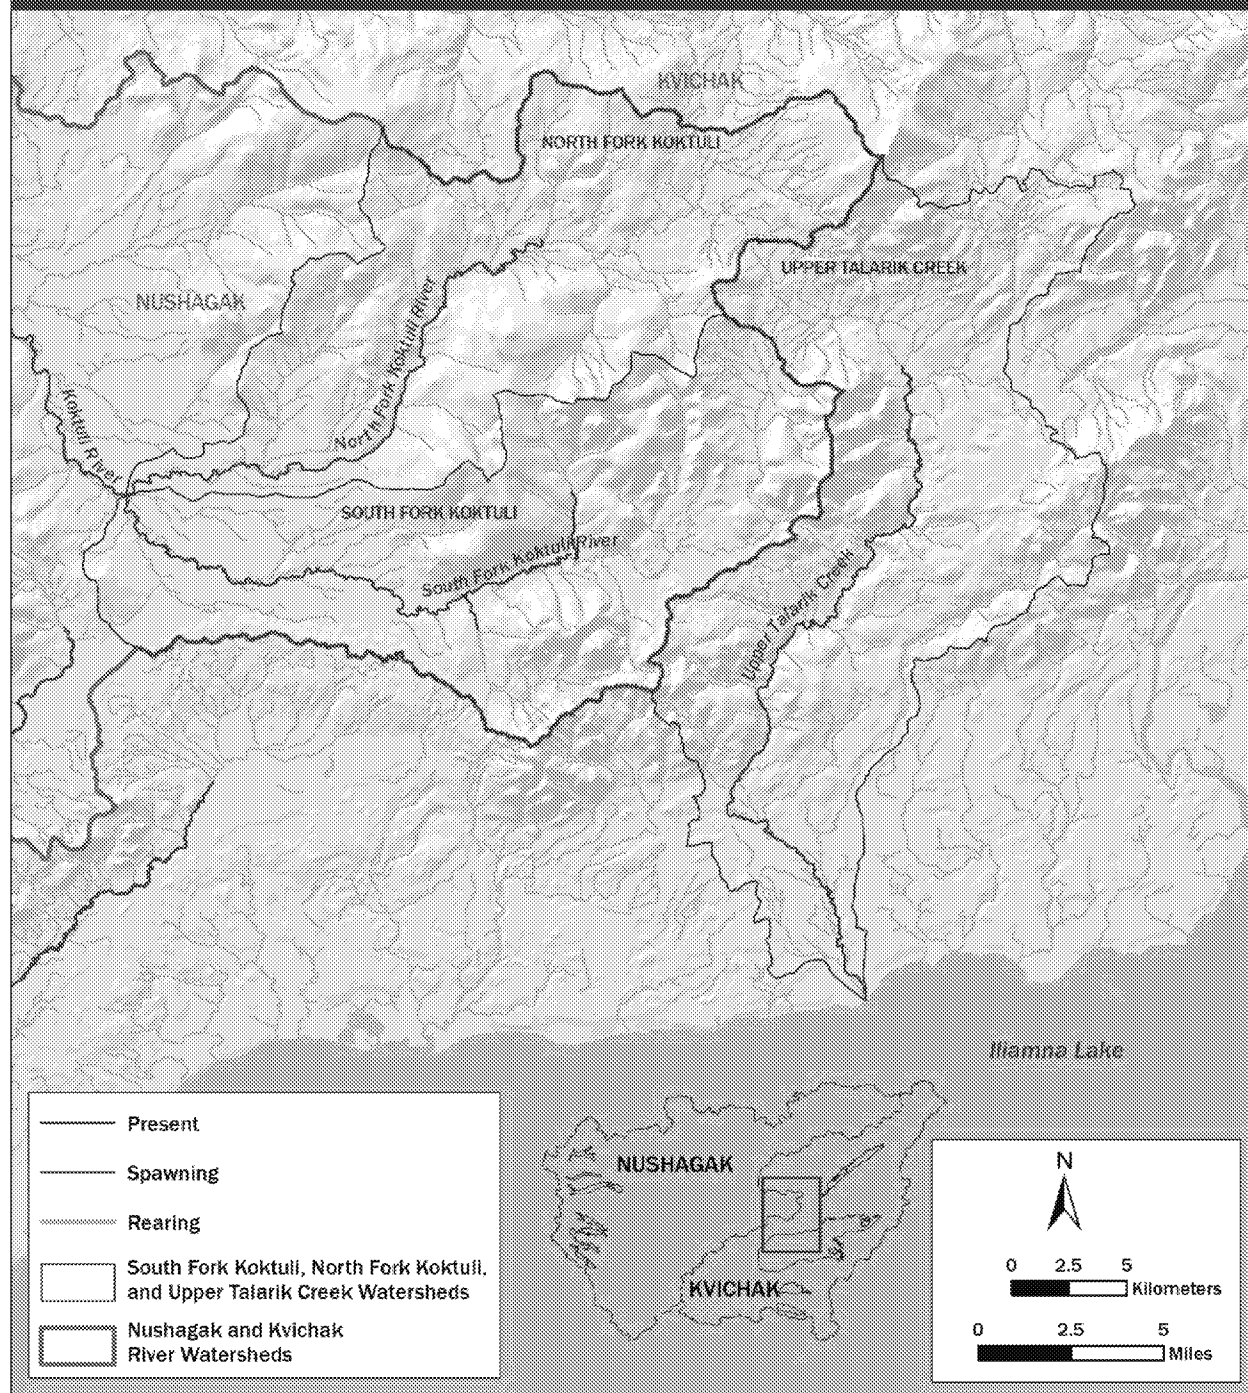 KVICHAK
NORTH FORK KOKTULI
UPPER TALARIK CREEK
NUSHAGAK
North Fork Koktuli River
Koktuli River
SOUTH FORK KOKTULI
South Fork Koktuli River
Upper Talarik Creek
Iliamna Lake
Present
Spawning
Rearing
South Fork Koktuli, North Fork Koktuli,
and Upper Talarik Creek Watersheds
Nushagak and Kvichak
River Watersheds
NUSHAGAK
KVICHAK
N
0 2.5 5
Kilometers
0 2.5 5
Miles